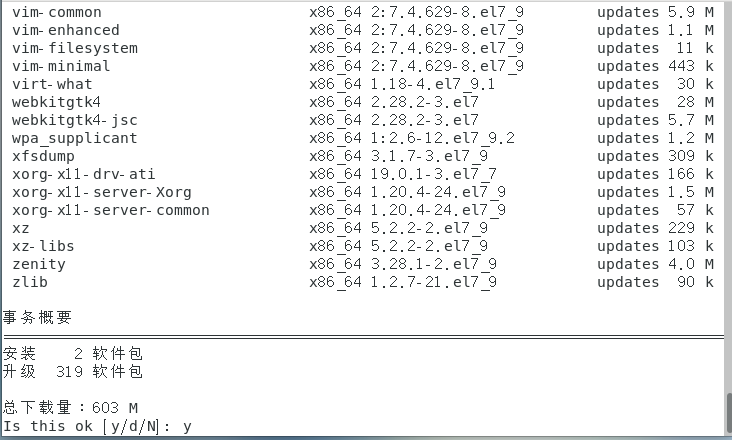 vim-common x86_64 2:7.4.629-8.el7_9 updates 5.9 M
vim-enhanced x86_64 2:7.4.629-8.el7_9 updates 1.1 M
vim-filesystem x86_64 2:7.4.629-8.el7_9 updates 11 k
vim-minimal x86_64 2:7.4.629-8.el7_9 updates 443 k
virt-what x86_64 1.18-4.el7_9.1 updates 30 k
webkitgtk4 x86_64 2.28.2-3.el7 updates 28 M
webkitgtk4-jsc x86_64 2.28.2-3.el7 updates 5.7 M
wpa_supplicant x86_64 1:2.6-12.el7_9.2 updates 1.2 M
xfsdump x86_64 3.1.7-3.el7_9 updates 309 k
xorg-x11-drv-ati x86_64 19.0.1-3.el7_7 updates 166 k
xorg-x11-server-Xorg x86_64 1.20.4-24.el7_9 updates 1.5 M
xorg-x11-server-common x86_64 1.20.4-24.el7_9 updates 57 k
xz x86_64 5.2.2-2.el7_9 updates 229 k
xz-libs x86_64 5.2.2-2.el7_9 updates 103 k
zenity x86_64 3.28.1-2.el7_9 updates 4.0 M
zlib x86_64 1.2.7-21.el7_9 updates 90 k
事务概要
安装 2 软件包
升级 319 软件包
总下载量：603 M
Is this ok [y/d/N]: y